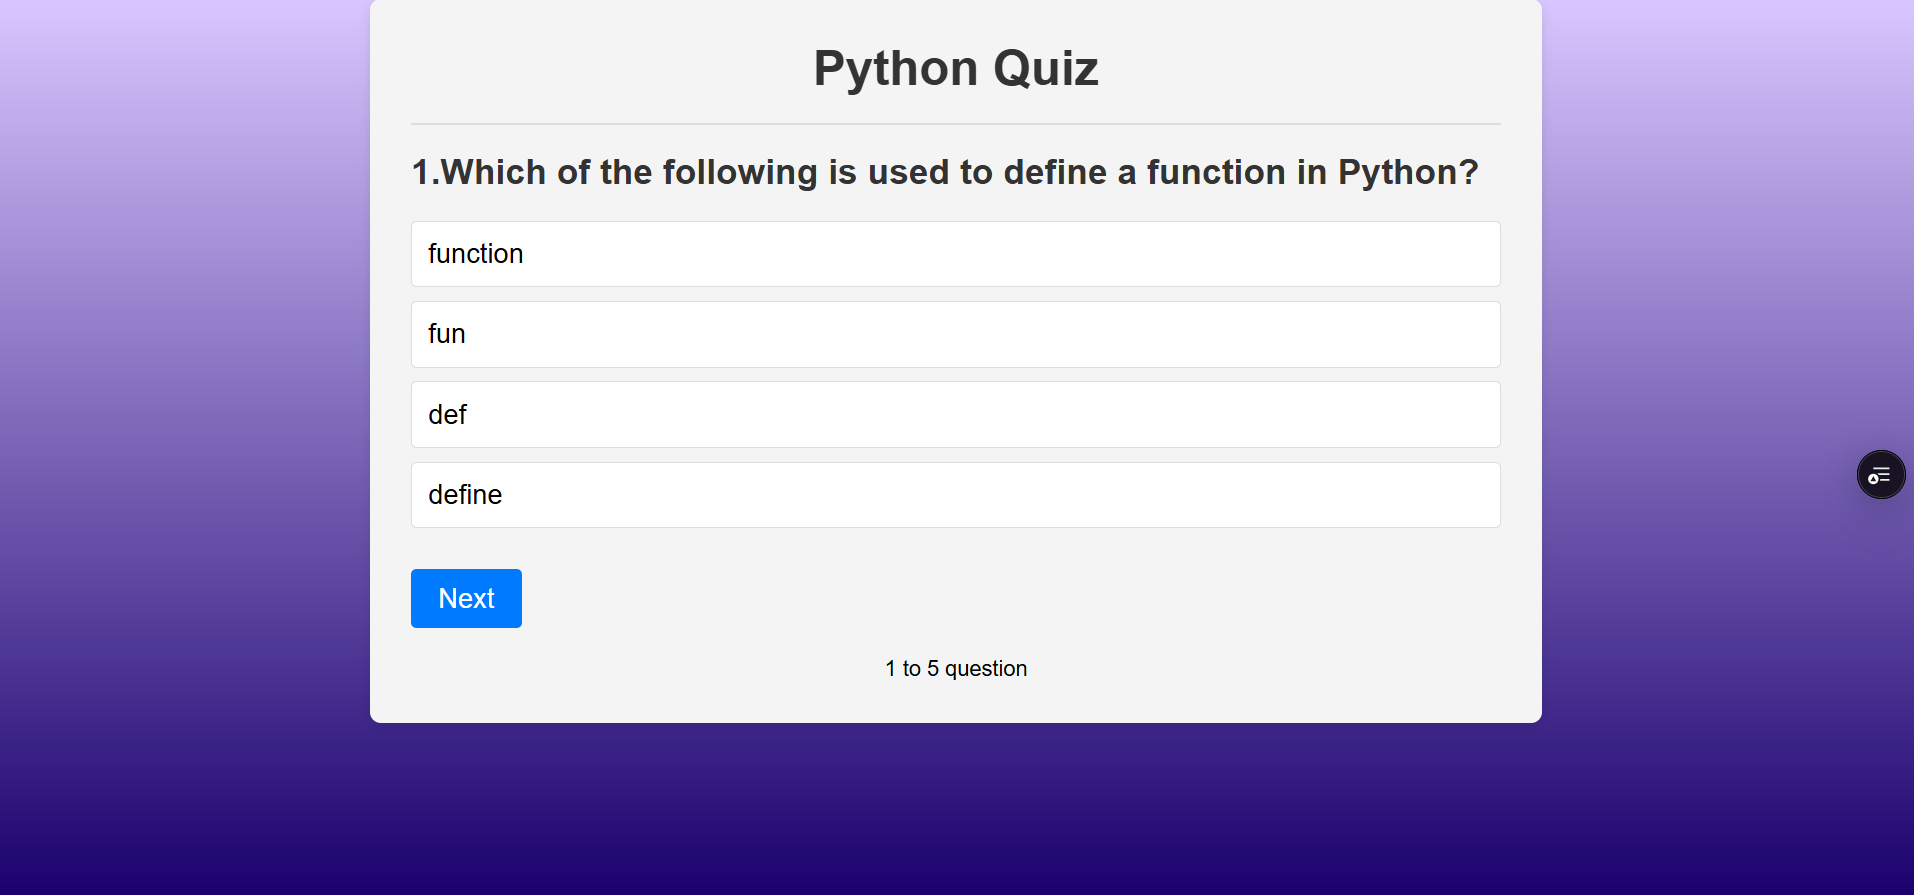 Python Quiz
1.Which of the following is used to define a function in Python?
function
fun
def
define
Next
1 to 5 question